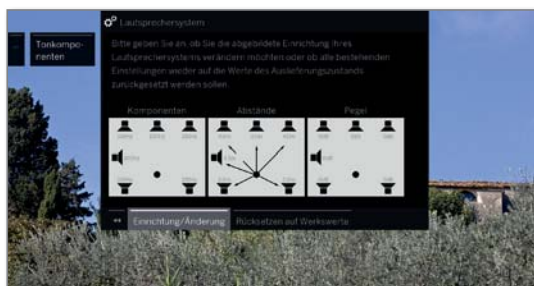 Lautsprechersystem
Tonkompo-
nenten
Bitte geben Sie an, ob Sie die abgebildete Einrichtung Ihres
Lautsprechersystems verändern möchten oder ob alle bestehenden
Einstellungen wieder auf die Werte des Auslieferungszustands
zurückgesetzt werden sollen.
Komponenten Abstände Pegel
Einrichtung/Änderung Rücksetzen auf Werkswerte